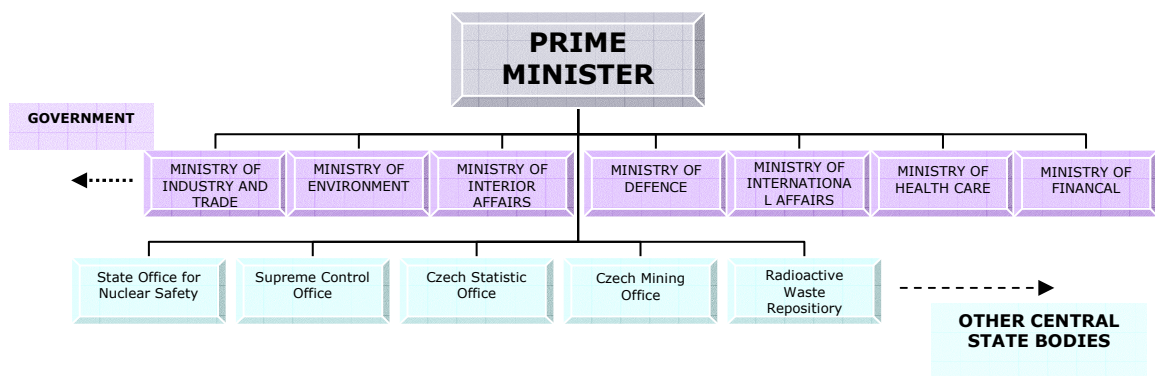 PRIME
MINISTER
GOVERNMENT
MINISTRY OF
INDUSTRY AND
TRADE
MINISTRY OF
ENVIRONMENT
MINISTRY OF
INTERIOR
AFFAIRS
MINISTRY OF
DEFENCE
MINISTRY OF
INTERNATIONA
L AFFAIRS
MINISTRY OF
HEALTH CARE
MINISTRY OF
FINANCAL
State Office for
Nuclear Safety
Supreme Control
Office
Czech Statistic
Office
Czech Mining
Office
Radioactive
Waste
Repositiory
OTHER CENTRAL
STATE BODIES